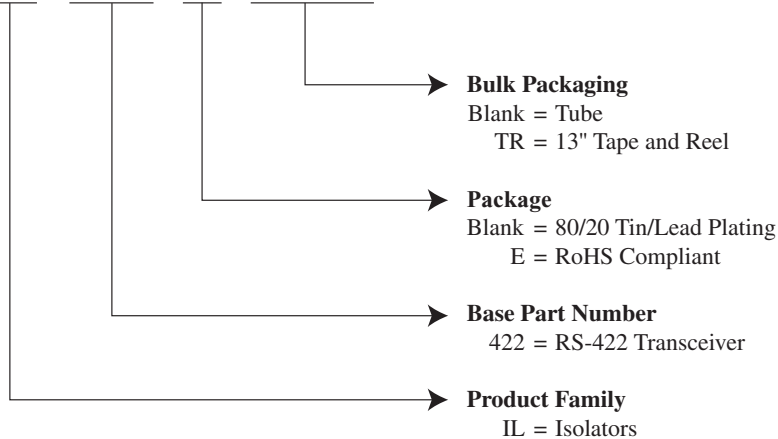 Bulk Packaging
Blank = Tube
TR = 13" Tape and Reel
Package
Blank = 80/20 Tin/Lead Plating
E = RoHS Compliant
Base Part Number
422 = RS-422 Transceiver
Product Family
IL = Isolators